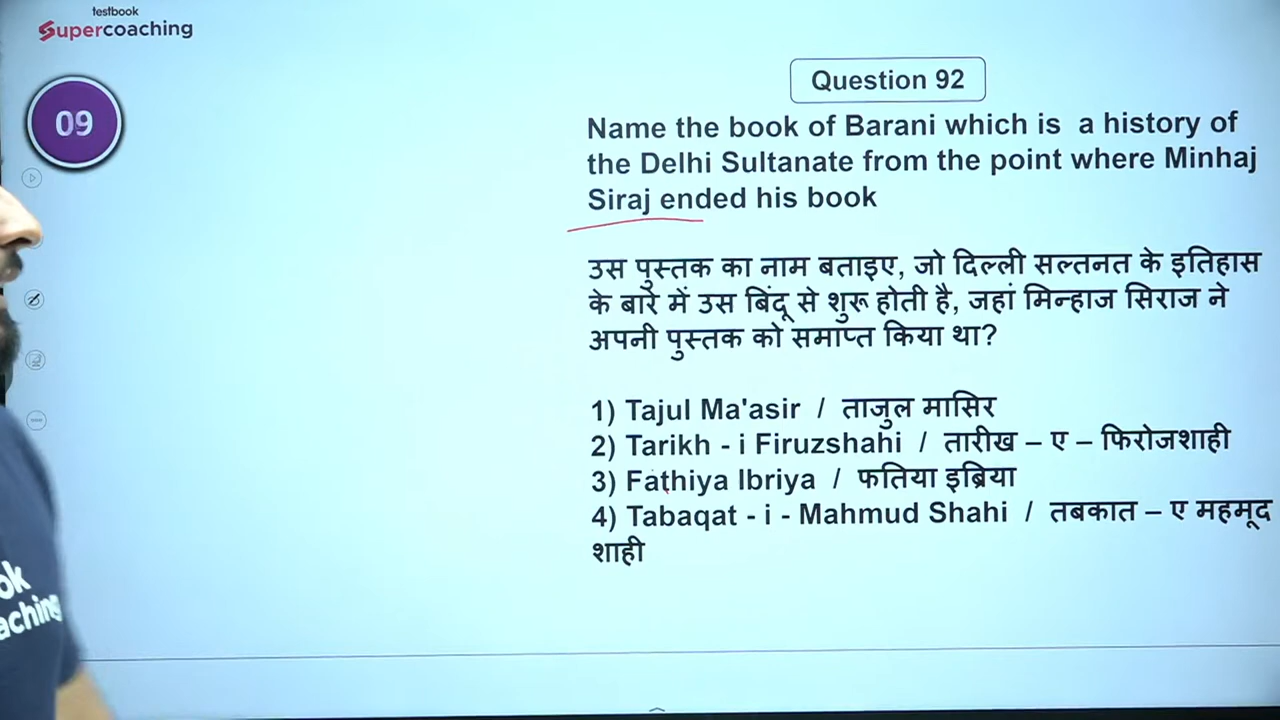 testbook
Supercoaching
09
Question 92
Name the book of Barani which is a history of
the Delhi Sultanate from the point where Minhaj
Siraj ended his book
उस पुस्तक का नाम बताइए, जो दिल्ली सल्तनत के इतिहास
के बारे में उस बिंदू से शुरू होती है, जहां मिन्हाज सिराज ने
अपनी पुस्तक को समाप्त किया था?
1) Tajul Ma'asir / ताजुल मासिर
2) Tarikh - i Firuzshahi / तारीख – ए – फिरोजशाही
3) Fathiya Ibriya / फतिया इब्रिया
4) Tabaqat - i - Mahmud Shahi / तबकात – ए महमूद
शाही
ok
aching